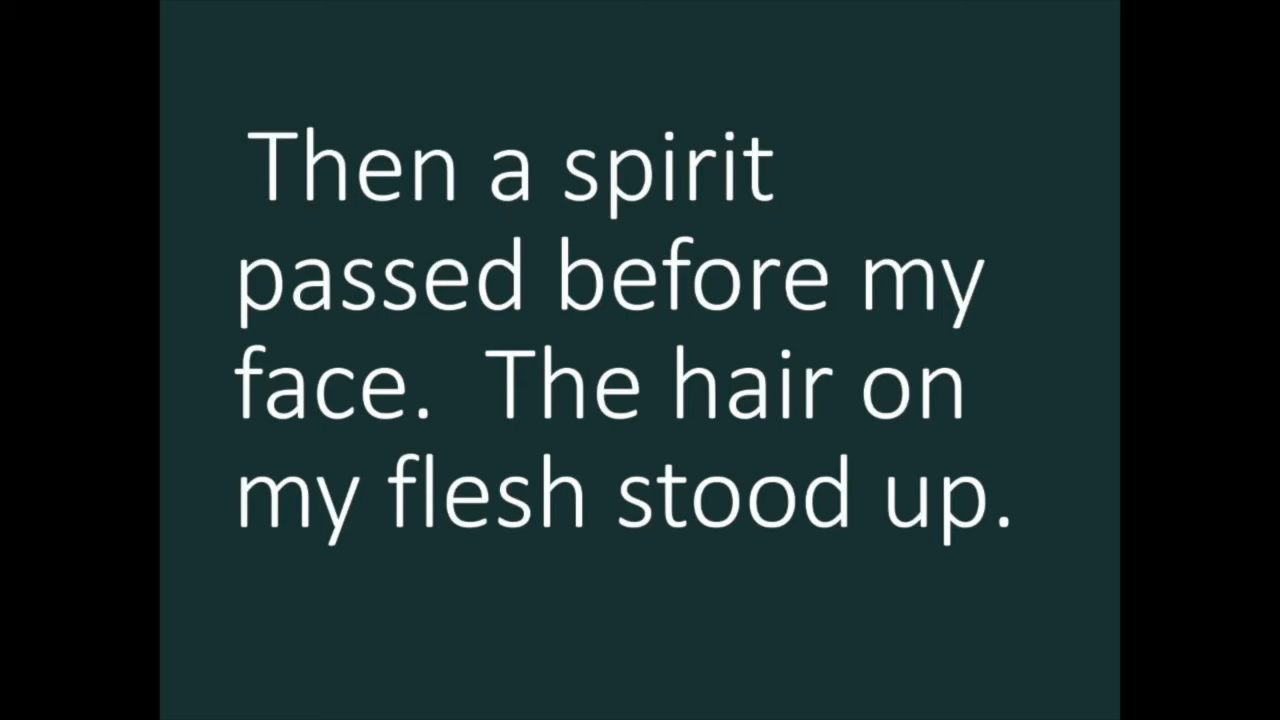 Then a spirit
passed before my
face.  The hair on
my flesh stood up.